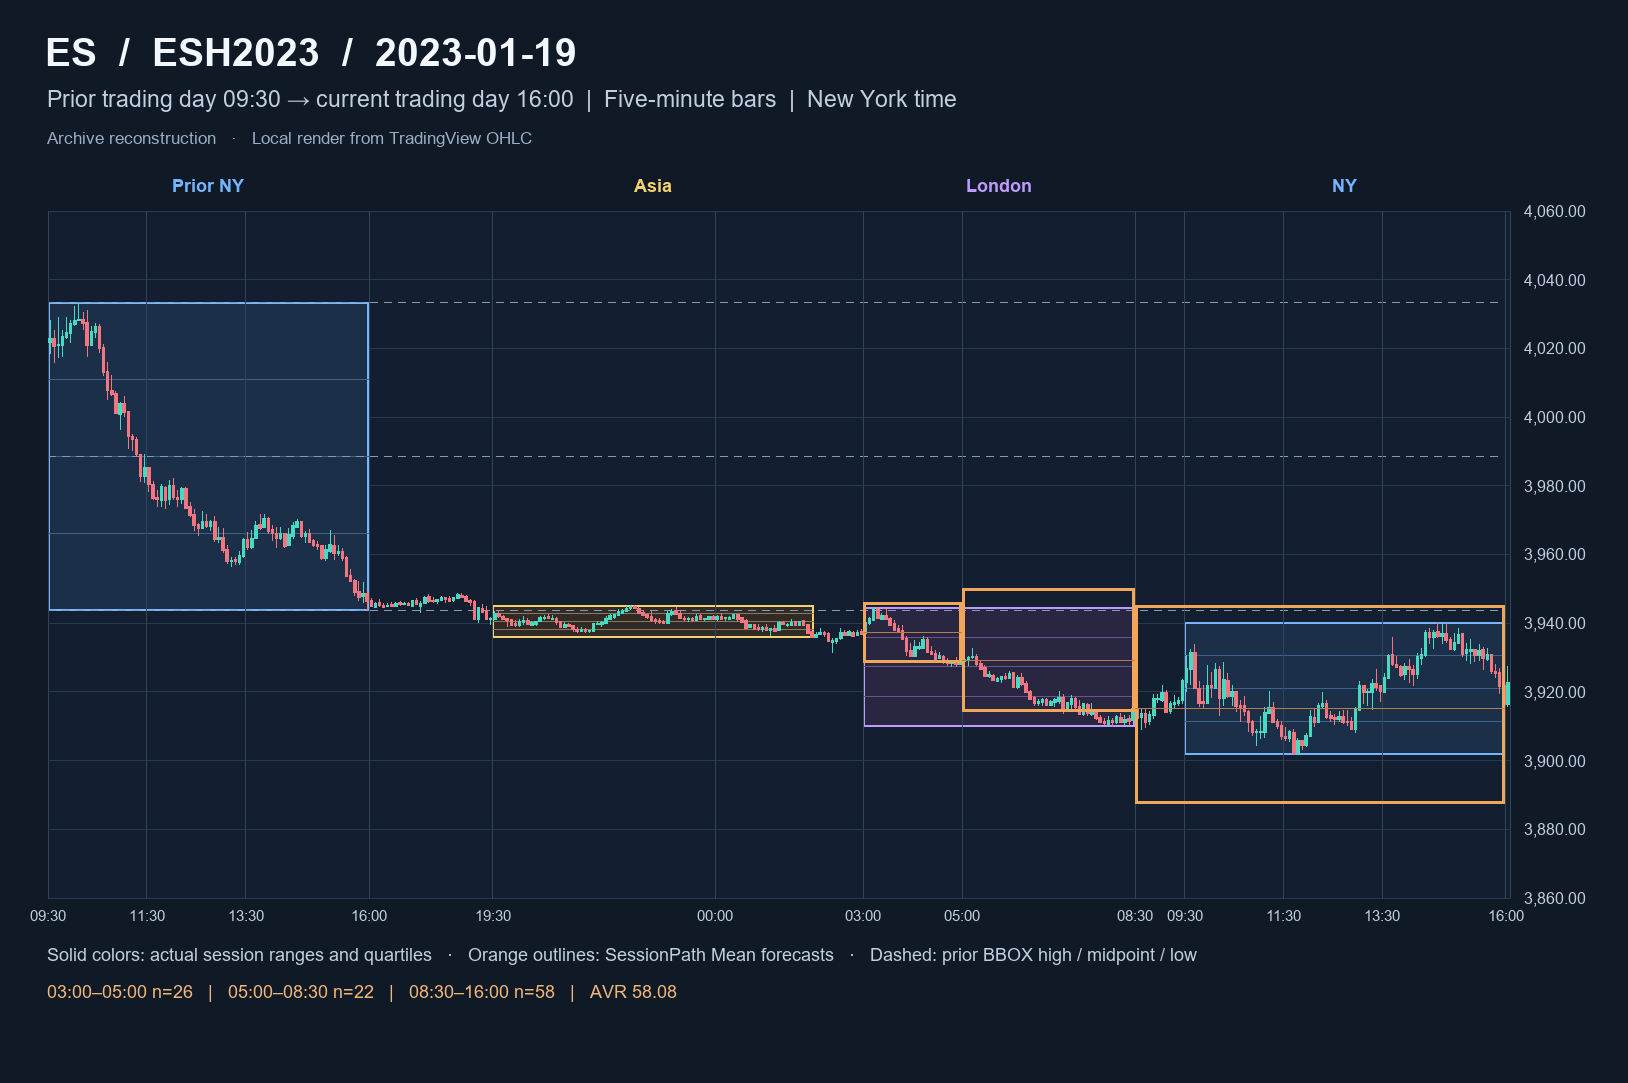 ES / ESH2023 / 2023-01-19
Prior trading day 09:30 → current trading day 16:00 | Five-minute bars | New York time
Archive reconstruction · Local render from TradingView OHLC
Prior NY Asia London NY
4,060.00
4,040.00
4,020.00
4,000.00
3,980.00
3,960.00
3,940.00
3,920.00
3,900.00
3,880.00
3,860.00
09:30 11:30 13:30 16:00 19:30 00:00 03:00 05:00 08:30 09:30 11:30 13:30 16:00
Solid colors: actual session ranges and quartiles · Orange outlines: SessionPath Mean forecasts · Dashed: prior BBOX high / midpoint / low
03:00–05:00 n=26 | 05:00–08:30 n=22 | 08:30–16:00 n=58 | AVR 58.08